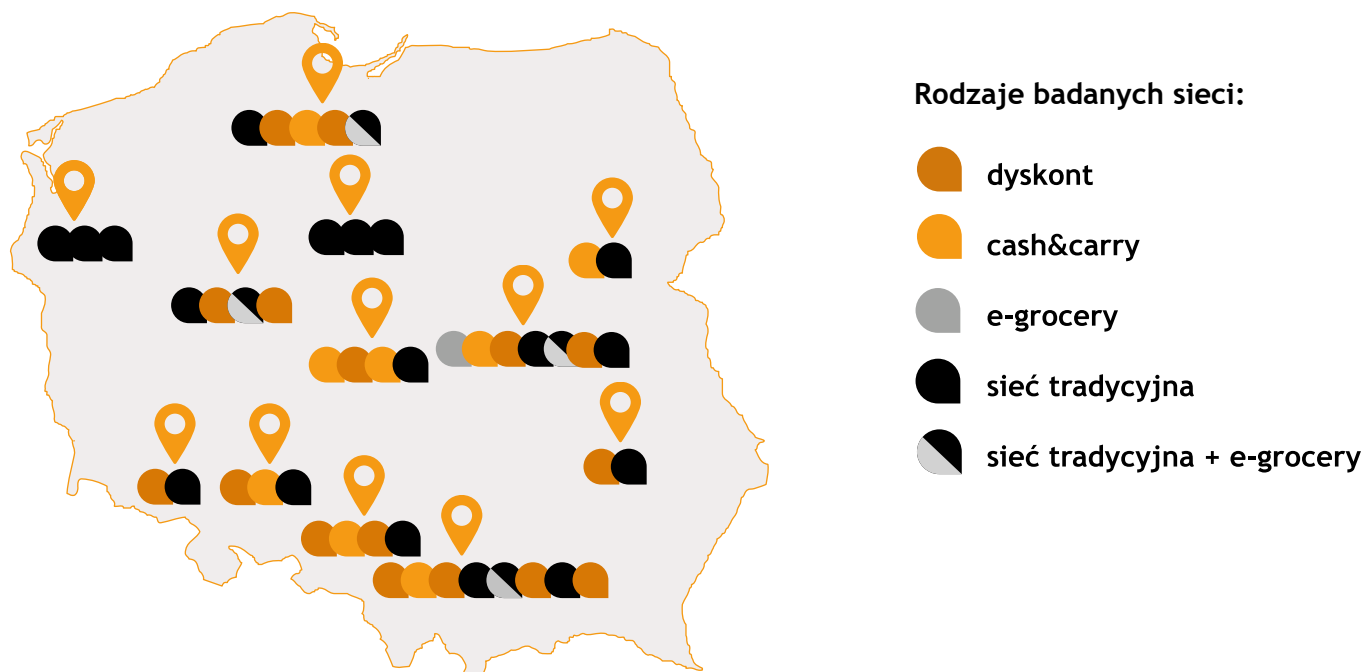 Rodzaje badanych sieci:
dyskont
cash&carry
e-grocery
sieć tradycyjna
sieć tradycyjna + e-grocery